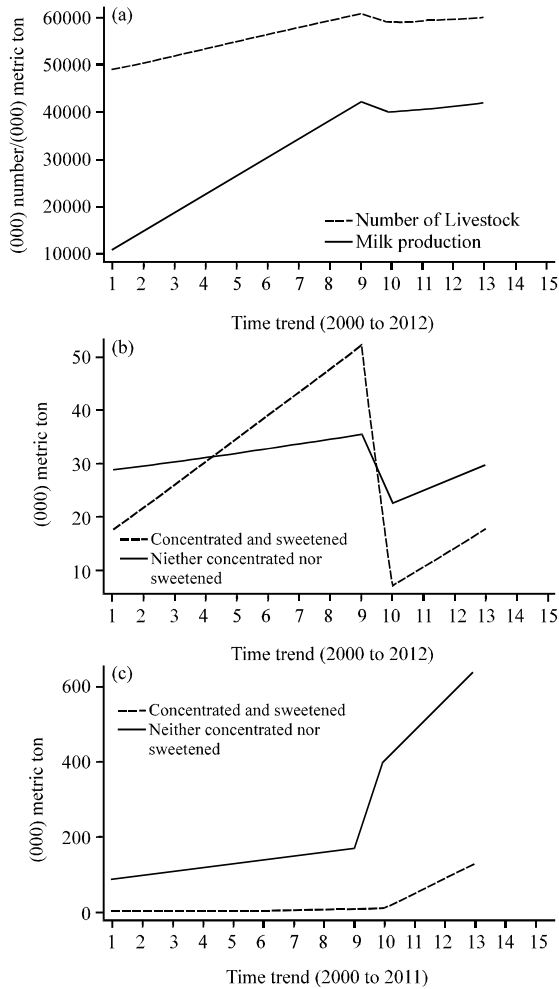 (a)
60000
50000
40000
30000
20000
10000
(000) number/(000) metric ton
Number of Livestock
Milk production
1 2 3 4 5 6 7 8 9 10 11 12 13 14 15
Time trend (2000 to 2012)
(b)
50
40
30
20
10
(000) metric ton
Concentrated and sweetened
Niether concentrated nor
sweetened
1 2 3 4 5 6 7 8 9 10 11 12 13 14 15
Time trend (2000 to 2012)
(c)
600
400
200
0
(000) metric ton
Concentrated and sweetened
Neither concentrated nor
sweetened
1 2 3 4 5 6 7 8 9 10 11 12 13 14 15
Time trend (2000 to 2011)